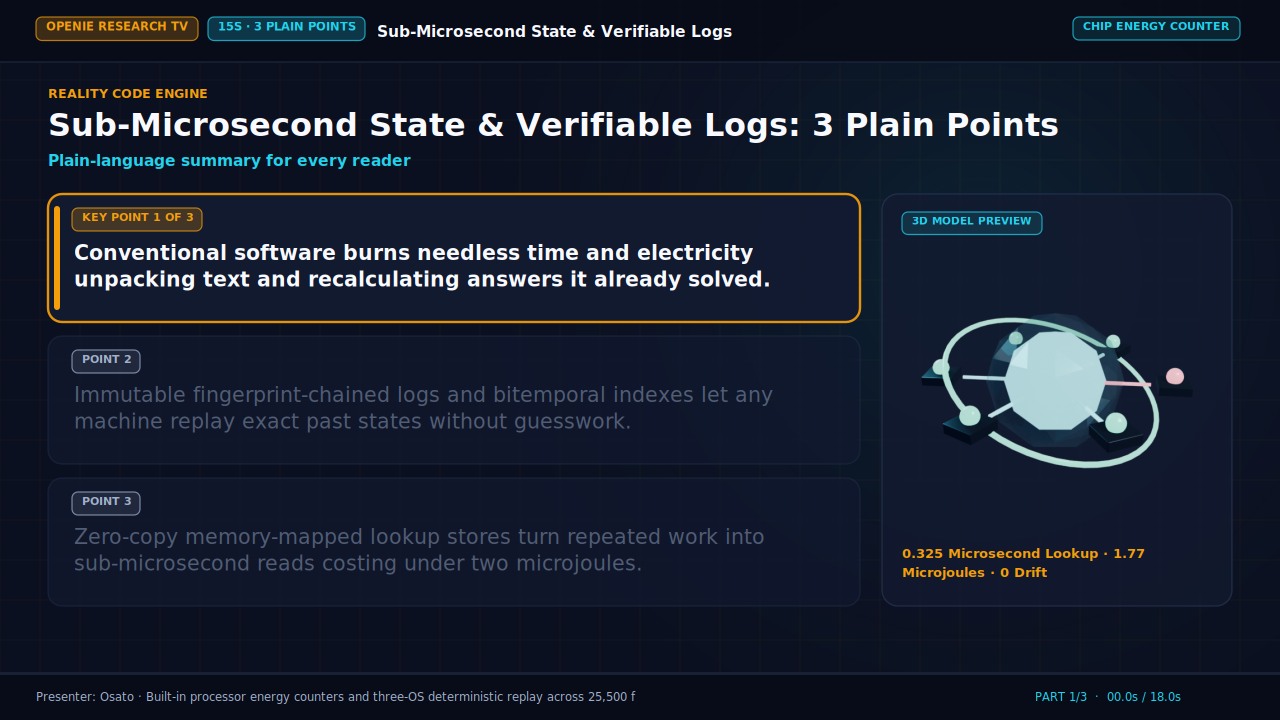 OPENIE RESEARCH TV
15S · 3 PLAIN POINTS
Sub-Microsecond State & Verifiable Logs
CHIP ENERGY COUNTER
REALITY CODE ENGINE
Sub-Microsecond State & Verifiable Logs: 3 Plain Points
Plain-language summary for every reader
KEY POINT 1 OF 3
Conventional software burns needless time and electricity
unpacking text and recalculating answers it already solved.
POINT 2
Immutable fingerprint-chained logs and bitemporal indexes let any
machine replay exact past states without guesswork.
POINT 3
Zero-copy memory-mapped lookup stores turn repeated work into
sub-microsecond reads costing under two microjoules.
3D MODEL PREVIEW
0.325 Microsecond Lookup · 1.77
Microjoules · 0 Drift
Presenter: Osato · Built-in processor energy counters and three-OS deterministic replay across 25,500 f
PART 1/3 · 00.0s / 18.0s